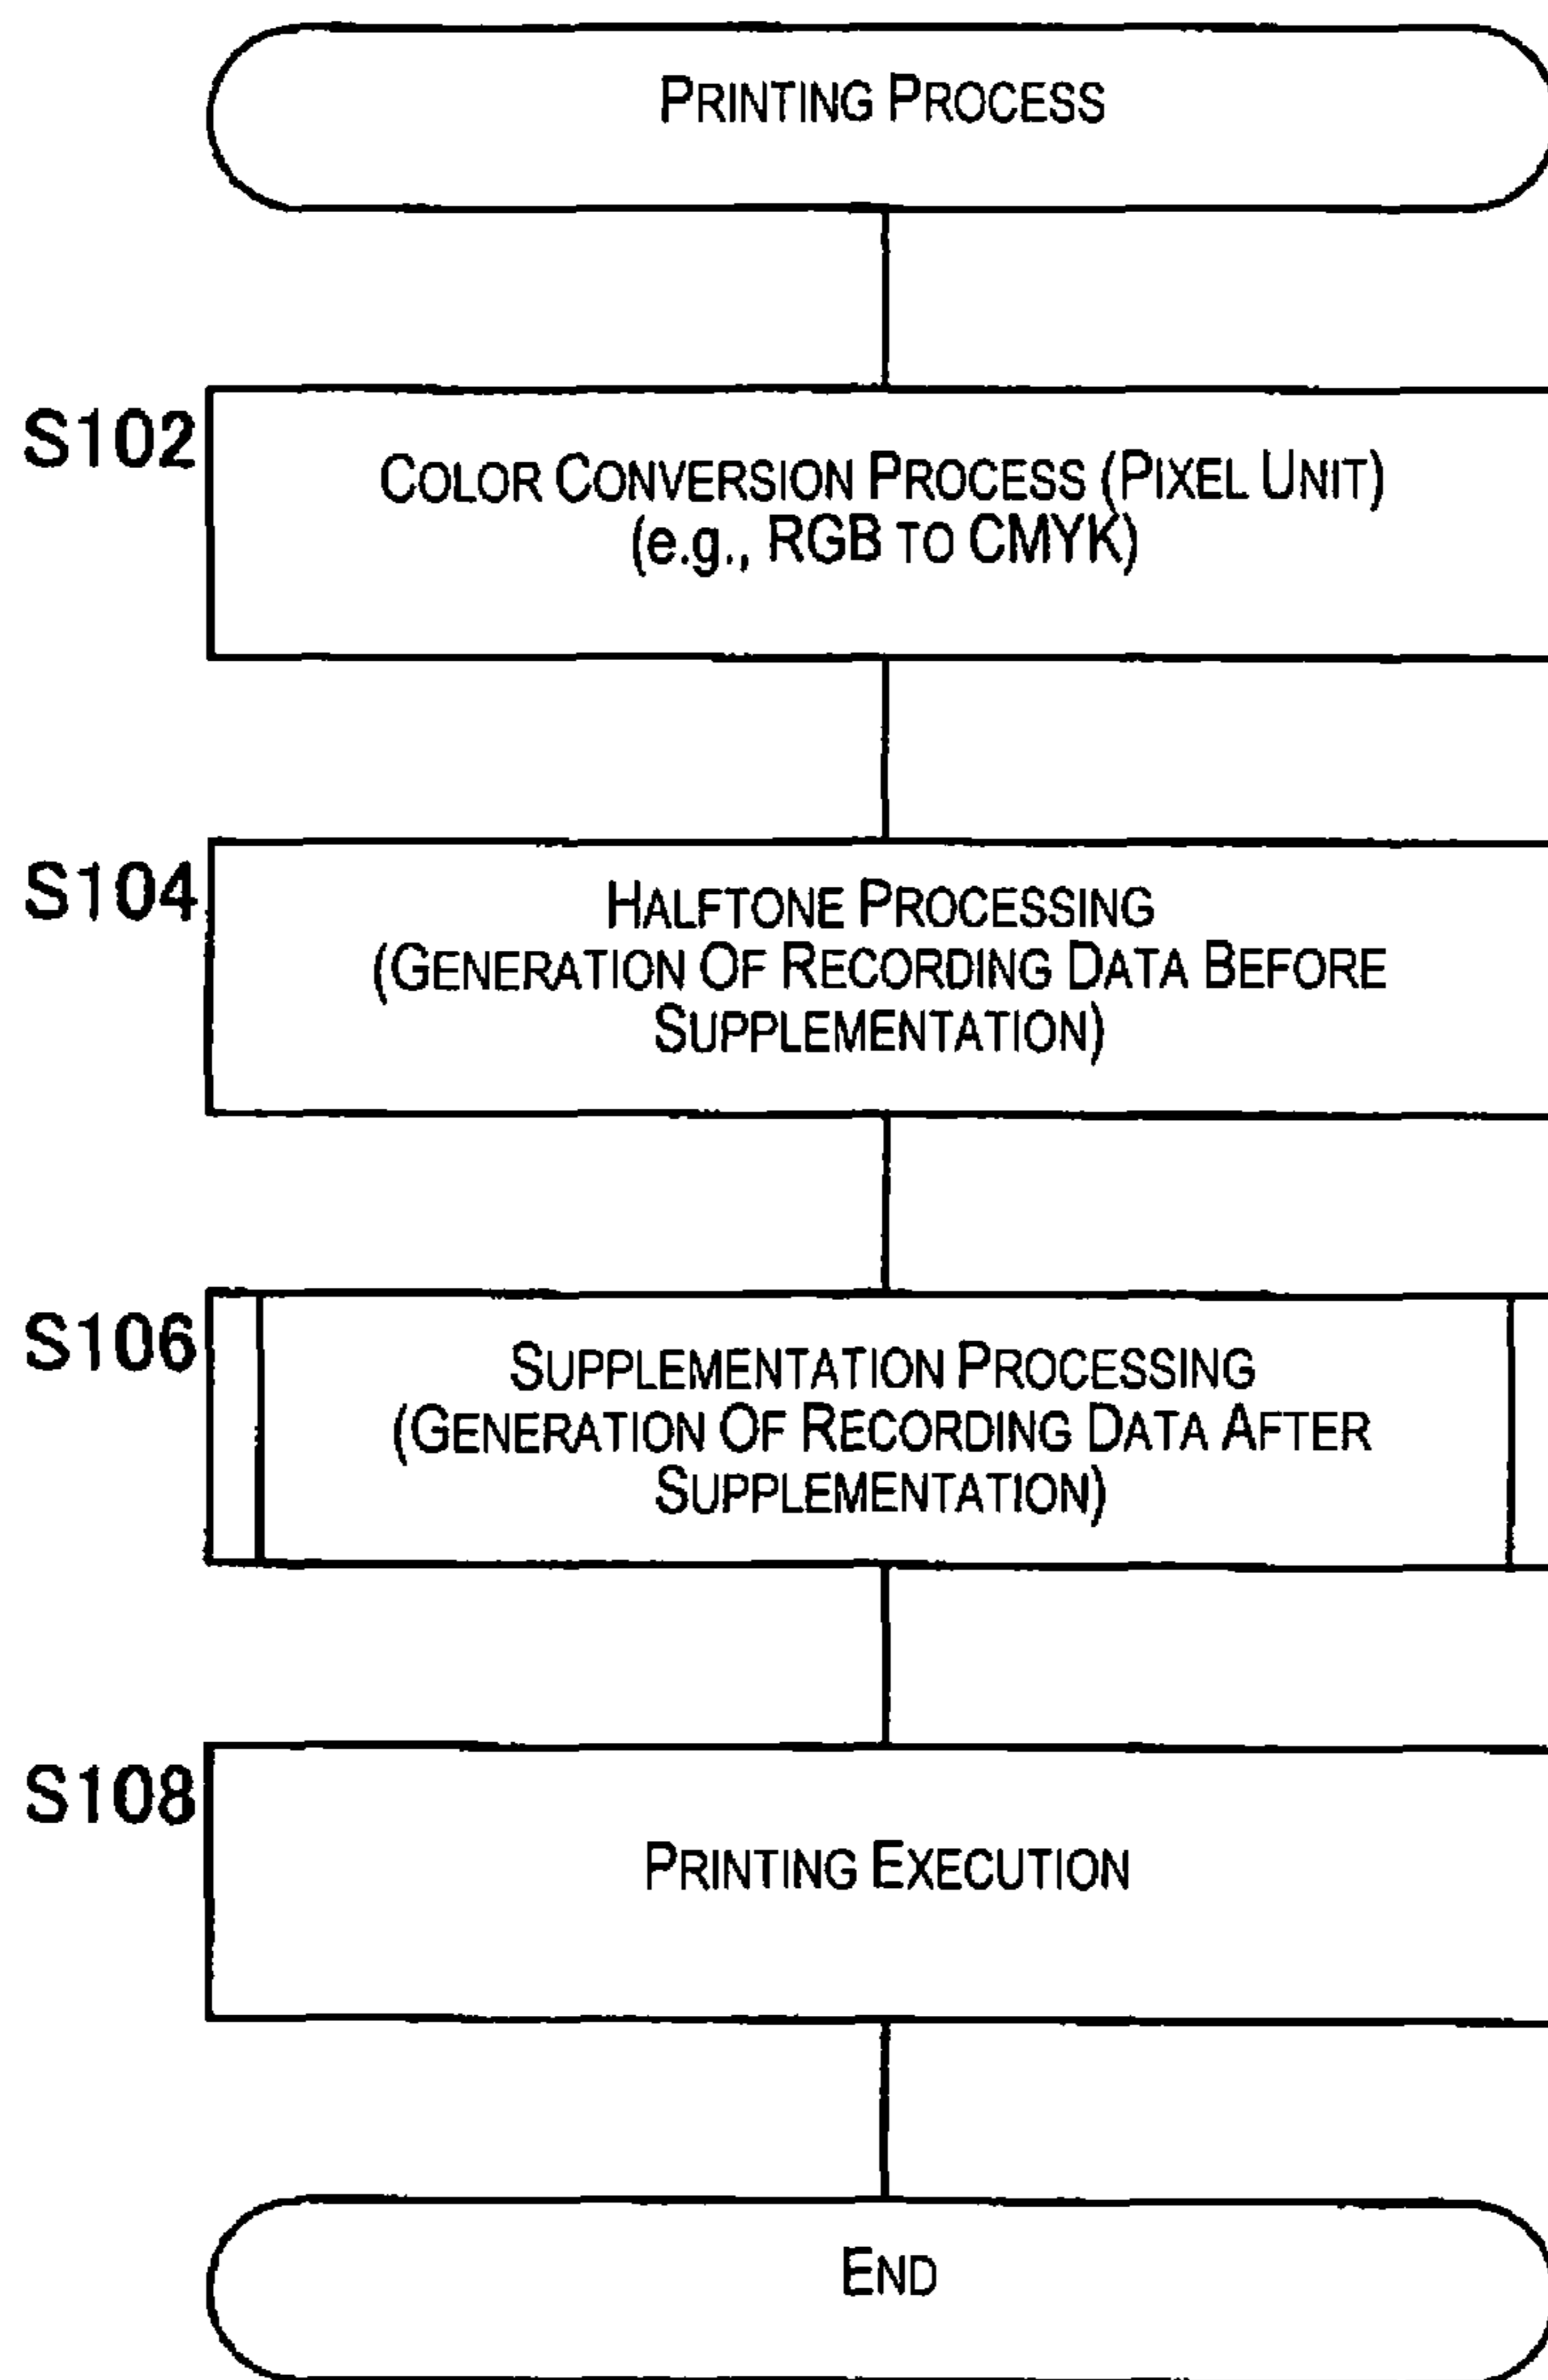 PRINTING PROCESS
S102
COLOR CONVERSION PROCESS (PIXEL UNIT)
(e.g., RGB TO CMYK)
S104
HALFTONE PROCESSING
(GENERATION OF RECORDING DATA BEFORE
SUPPLEMENTATION)
S106
SUPPLEMENTATION PROCESSING
(GENERATION OF RECORDING DATA AFTER
SUPPLEMENTATION)
S108
PRINTING EXECUTION
END